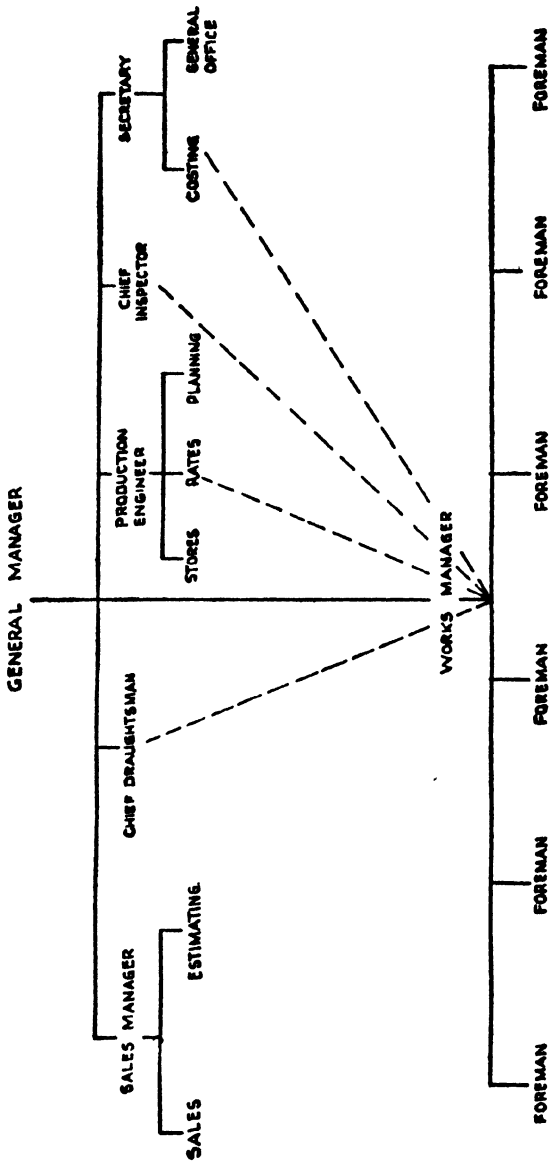 GENERAL MANAGER
SALES MANAGER
CHIEF DRAUGHTSMAN
PRODUCTION
ENGINEER
CHIEF
INSPECTOR
SECRETARY
SALES
ESTIMATING
STORES
RATES
PLANNING
COSTING
GENERAL
OFFICE
WORKS MANAGER
FOREMAN
FOREMAN
FOREMAN
FOREMAN
FOREMAN
FOREMAN